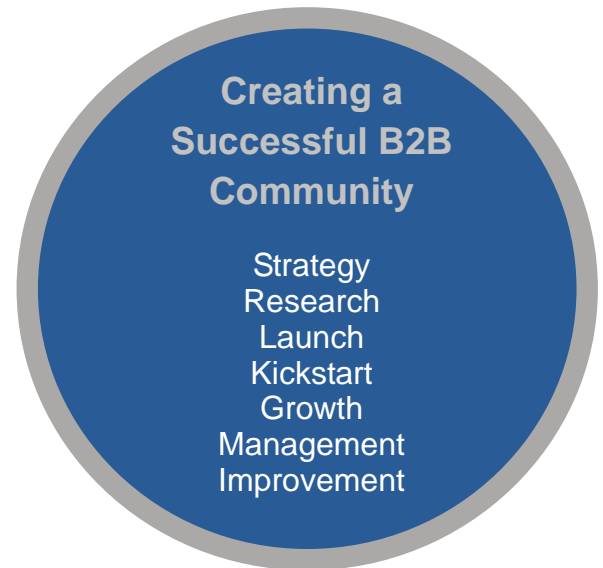 Creating a
Successful B2B
Community
Strategy
Research
Launch
Kickstart
Growth
Management
Improvement